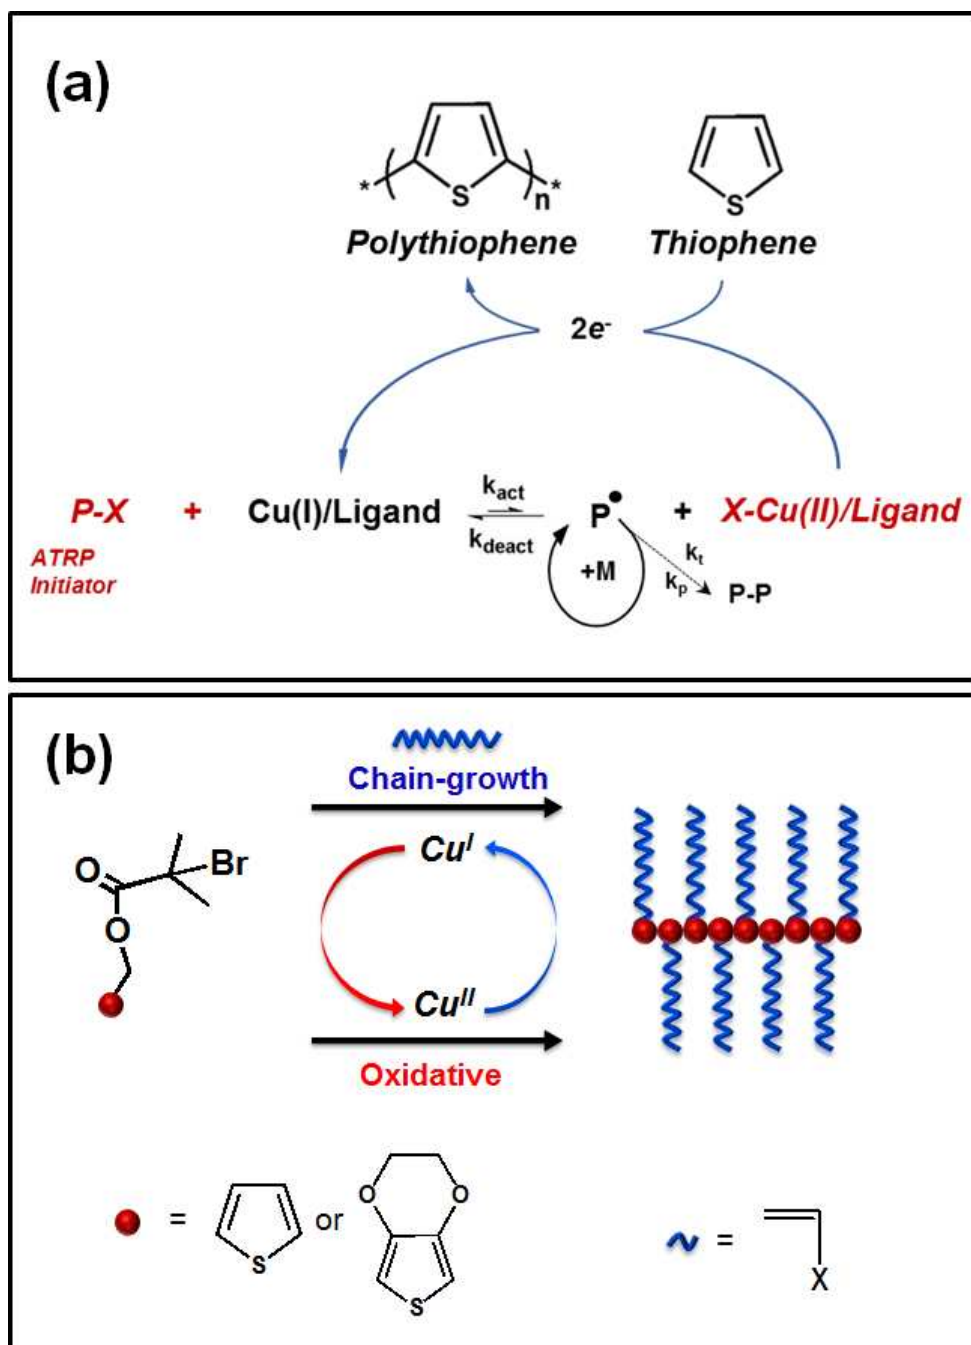 (a)
S
* ( ) n *
S
Polythiophene
Thiophene
2e-
P-X + Cu(I)/Ligand
kact
kdeact
P• + X-Cu(II)/Ligand
ATRP
Initiator
+M
kt
kp
P-P
(b)
Chain-growth
CuI
O
Br
O
CuII
Oxidative
= S or O O S
= X